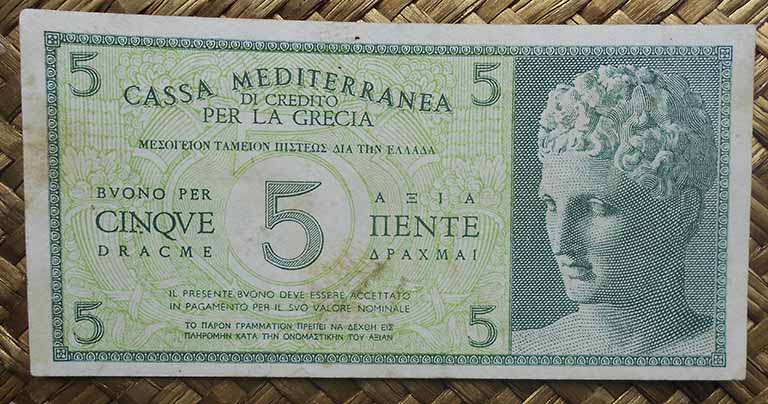 5 5
CASSA MEDITERRANEA
DI CREDITO
PER LA GRECIA
ΜΕΣΟΓΕΙΟΝ ΤΑΜΕΙΟΝ ΠΙΣΤΕΩΣ ΔΙΑ ΤΗΝ ΕΛΛΑΔΑ
BVONO PER 5 ΑΞΙΑ
CINQVE ΠΕΝΤΕ
DRACME ΔΡΑΧΜΑΙ
IL PRESENTE BVONO DEVE ESSERE ACCETTATO
IN PAGAMENTO PER IL SVO VALORE NOMINALE
5 5
ΤΟ ΠΑΡΟΝ ΓΡΑΜΜΑΤΙΟΝ ΠΡΕΠΕΙ ΝΑ ΔΕΧΘΗ ΕΙΣ
ΠΛΗΡΟΜΗΝ ΚΑΤΑ ΤΗΝ ΟΝΟΜΑΣΤΙΚΗΝ ΤΟΥ ΑΞΙΑΝ